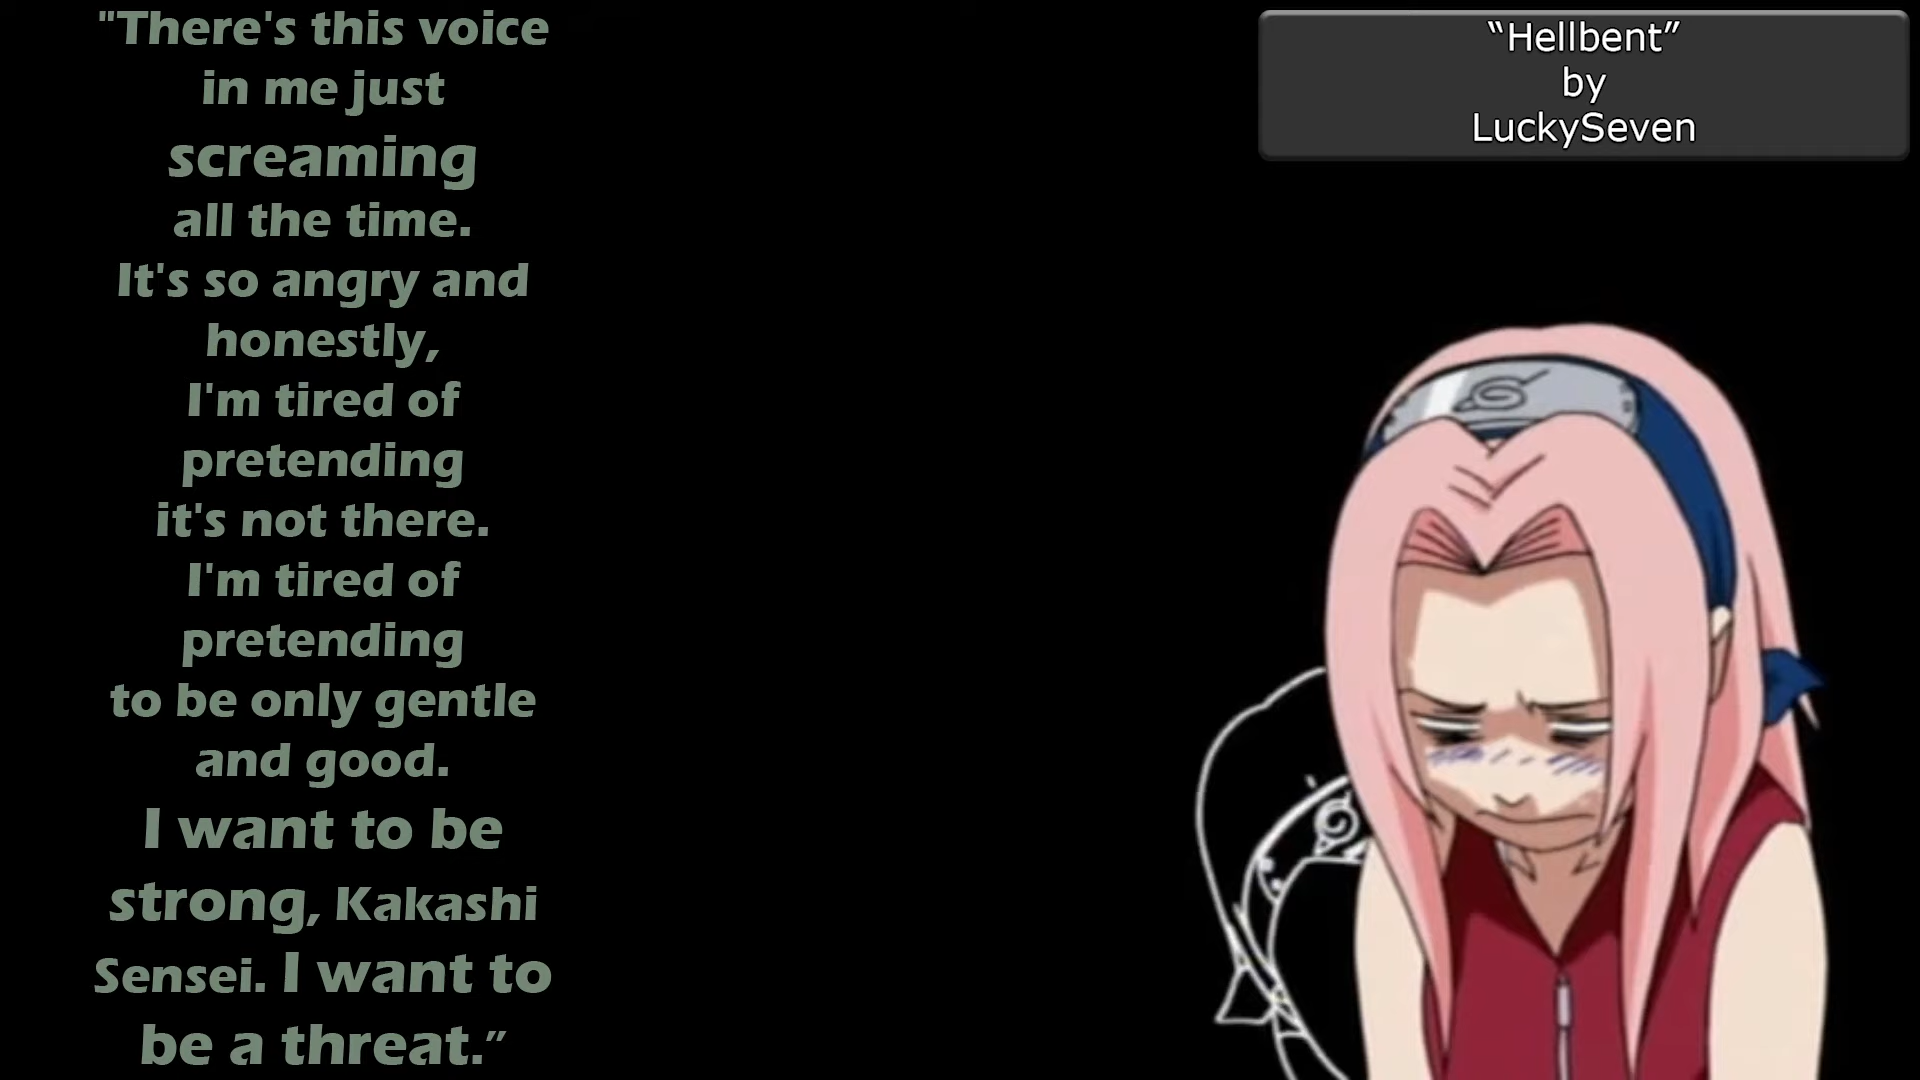 "There's this voice
in me just
screaming
all the time.
It's so angry and
honestly,
I'm tired of
pretending
it's not there.
I'm tired of
pretending
to be only gentle
and good.
I want to be
strong, Kakashi
Sensei. I want to
be a threat.”
“Hellbent”
by
LuckySeven